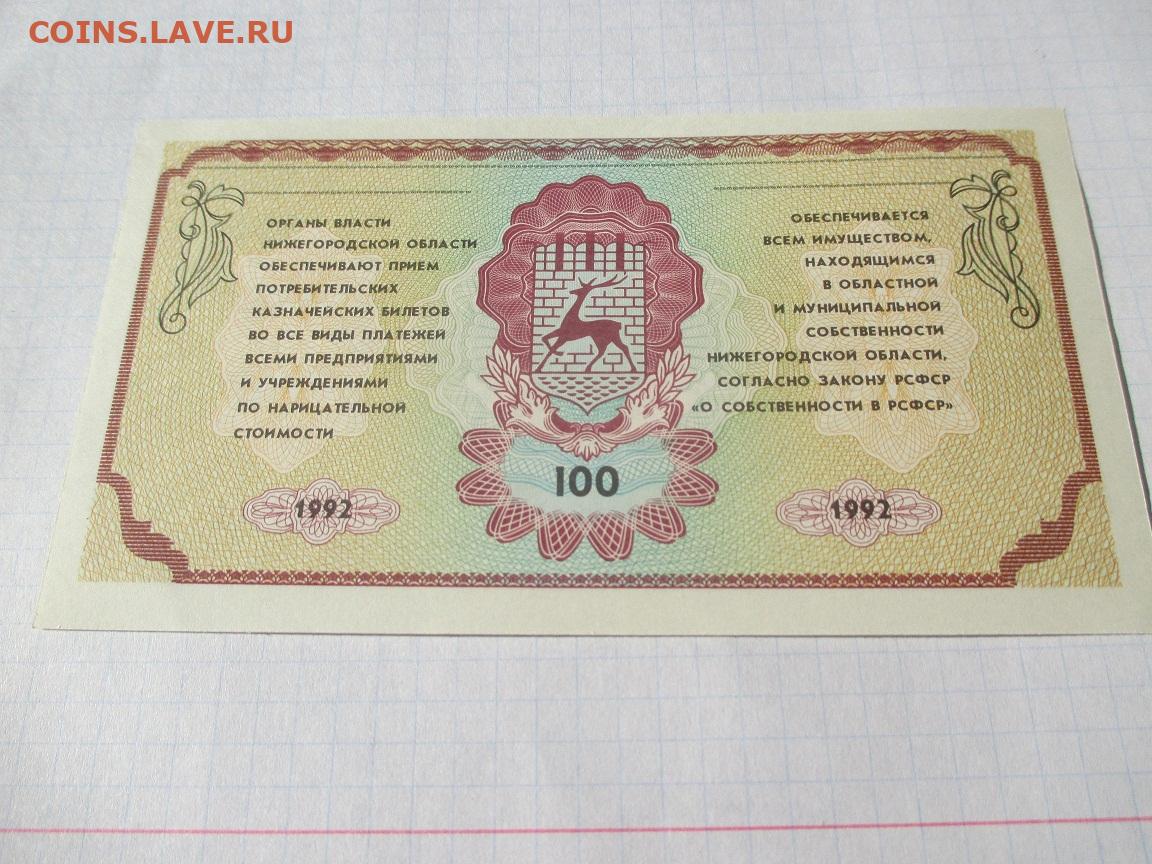 COINS.LAVE.RU
ОРГАНЫ ВЛАСТИ
НИЖЕГОРОДСКОЙ ОБЛАСТИ
ОБЕСПЕЧИВАЮТ ПРИЕМ
ПОТРЕБИТЕЛЬСКИХ
КАЗНАЧЕЙСКИХ БИЛЕТОВ
ВО ВСЕ ВИДЫ ПЛАТЕЖЕЙ
ВСЕМИ ПРЕДПРИЯТИЯМИ
И УЧРЕЖДЕНИЯМИ
ПО НАРИЦАТЕЛЬНОЙ
СТОИМОСТИ
ОБЕСПЕЧИВАЕТСЯ
ВСЕМ ИМУЩЕСТВОМ,
НАХОДЯЩИМСЯ
В ОБЛАСТНОЙ
И МУНИЦИПАЛЬНОЙ
СОБСТВЕННОСТИ
НИЖЕГОРОДСКОЙ ОБЛАСТИ,
СОГЛАСНО ЗАКОНУ РСФСР
«О СОБСТВЕННОСТИ В РСФСР»
100
1992
1992